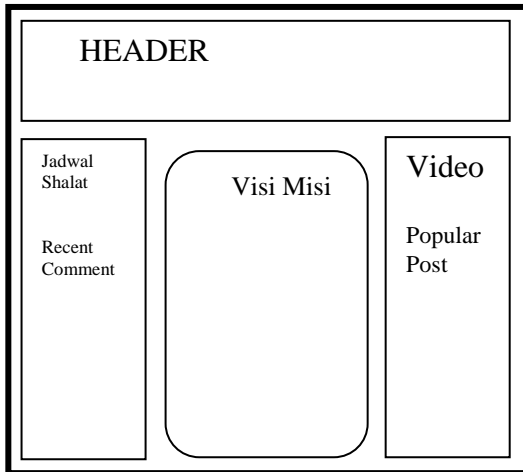 HEADER
Jadwal
Shalat
Recent
Comment
Visi Misi
Video
Popular
Post